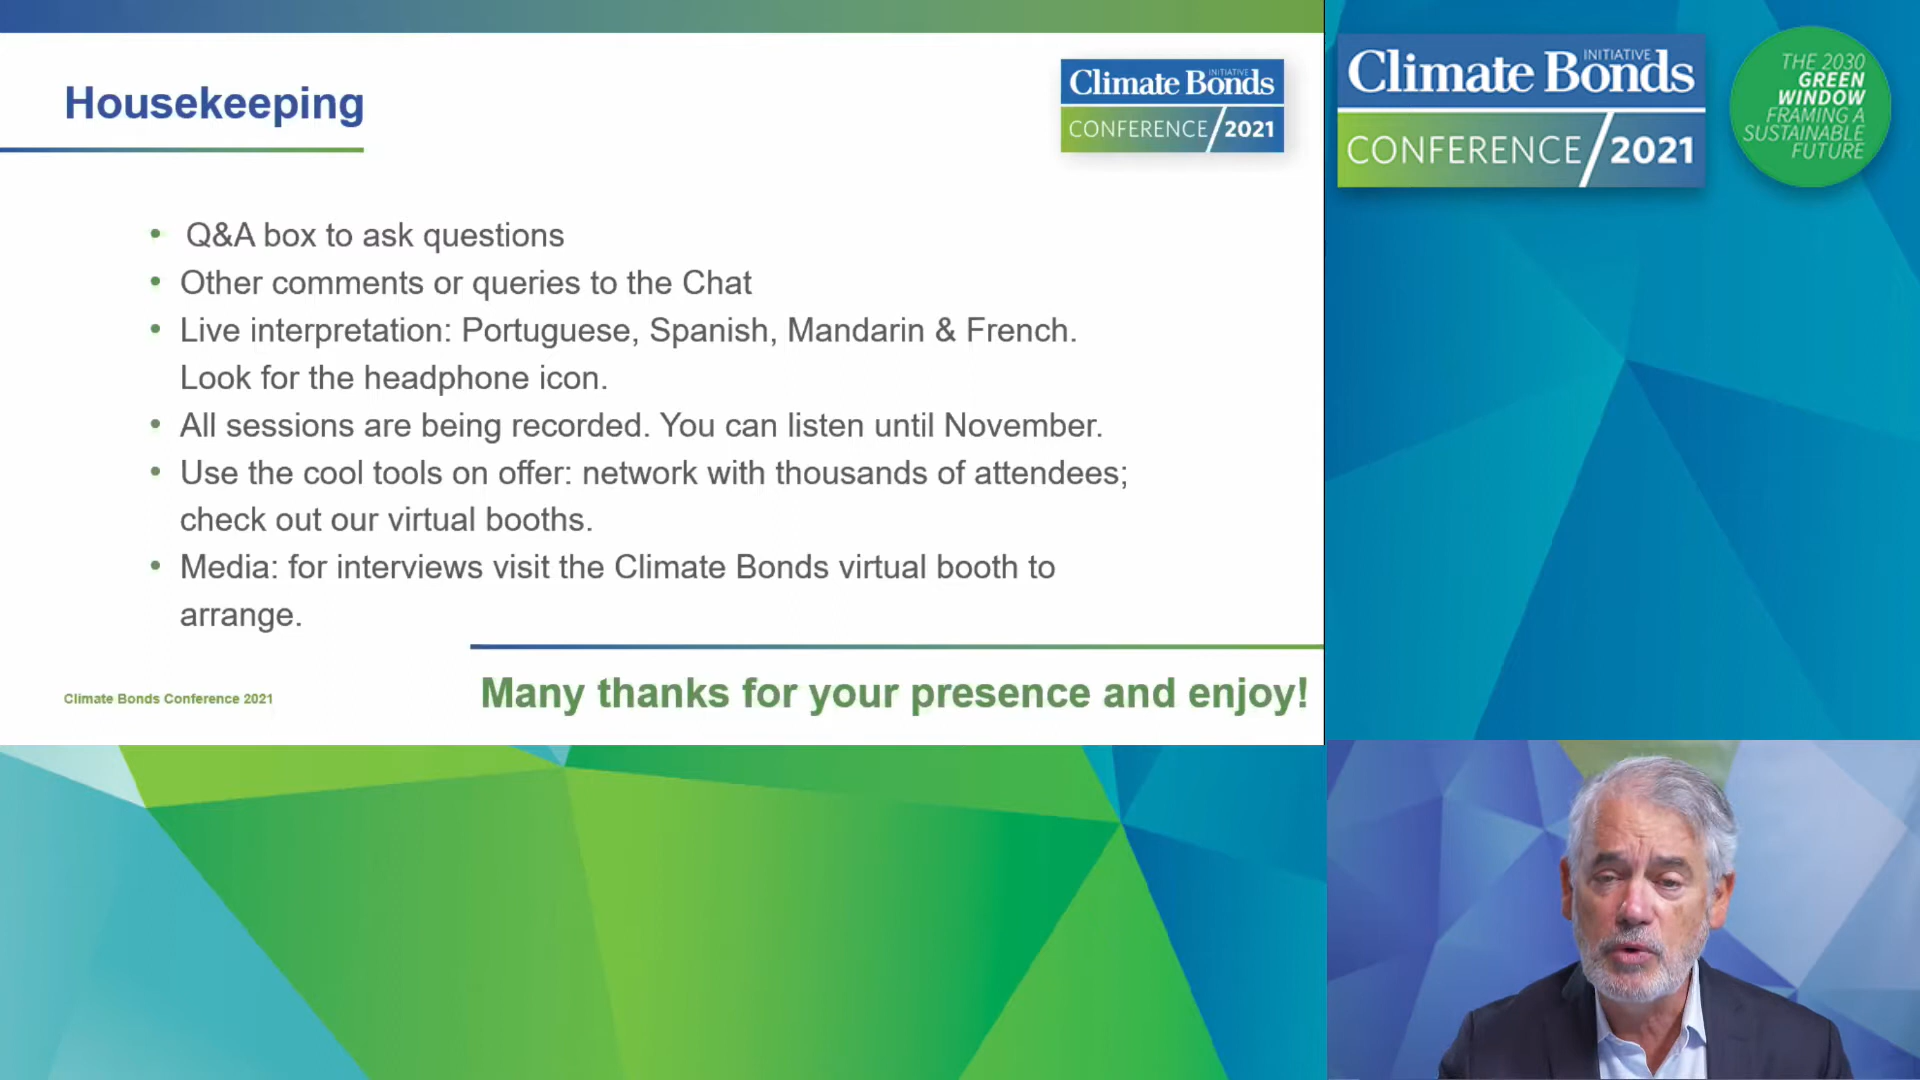 Housekeeping
Climate Bonds
INITIATIVE
CONFERENCE/2021
• Q&A box to ask questions
• Other comments or queries to the Chat
• Live interpretation: Portuguese, Spanish, Mandarin & French.
Look for the headphone icon.
• All sessions are being recorded. You can listen until November.
• Use the cool tools on offer: network with thousands of attendees;
check out our virtual booths.
• Media: for interviews visit the Climate Bonds virtual booth to
arrange.
Many thanks for your presence and enjoy!
Climate Bonds Conference 2021
Climate Bonds
INITIATIVE
CONFERENCE/2021
THE 2030
GREEN
WINDOW
FRAMING A
SUSTAINABLE
FUTURE